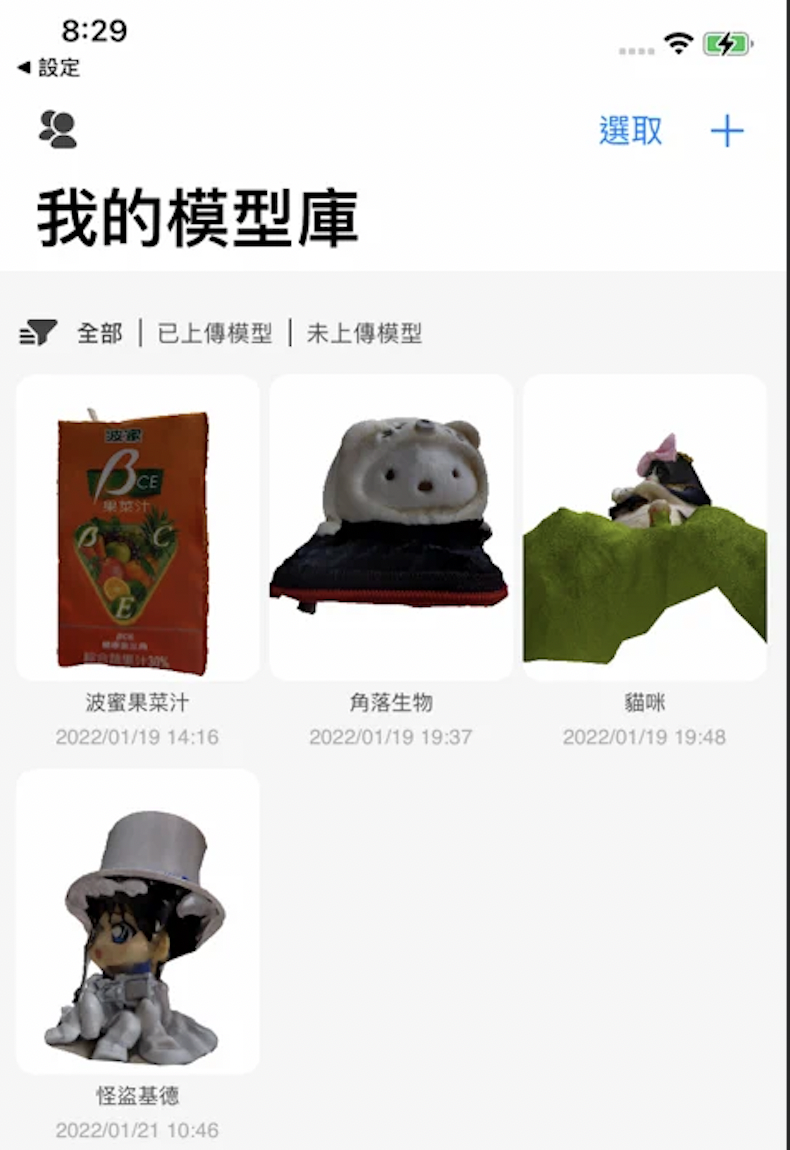 8:29
◀ 設定
選取
我的模型庫
全部 | 已上傳模型 | 未上傳模型
波蜜
βCE
果菜汁
β C
E
βCE
綜合蔬果汁30%
波蜜果菜汁 角落生物 貓咪
2022/01/19 14:16 2022/01/19 19:37 2022/01/19 19:48
怪盜基德
2022/01/21 10:46